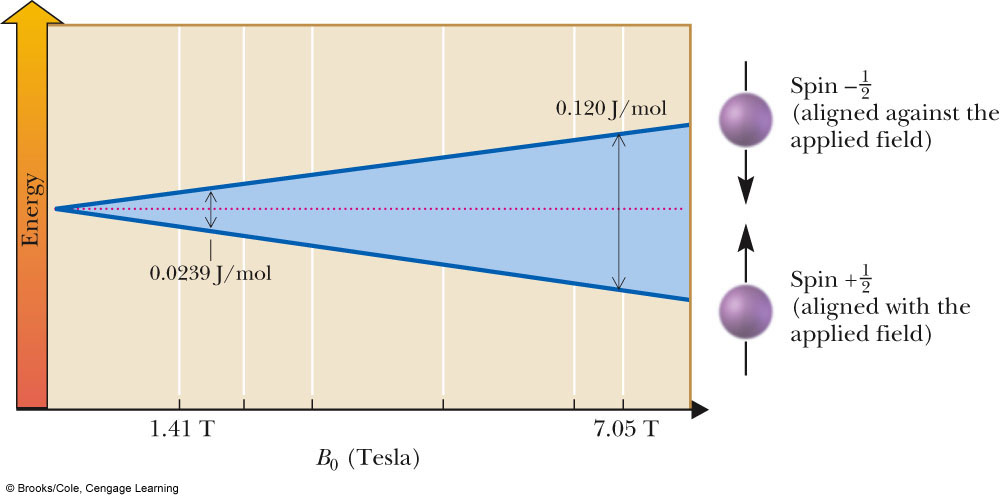 Energy
0.120 J/mol
0.0239 J/mol
1.41 T
7.05 T
B₀ (Tesla)
Spin –½
(aligned against the
applied field)
Spin +½
(aligned with the
applied field)
© Brooks/Cole, Cengage Learning